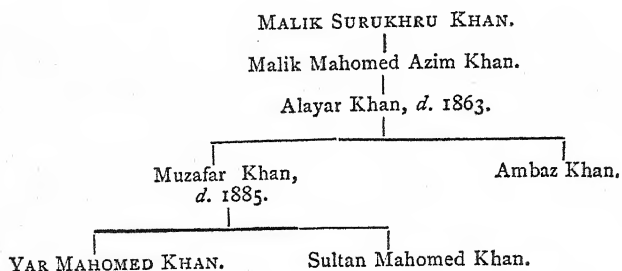 MALIK SURUKHRU KHAN.
Malik Mahomed Azim Khan.
Alayar Khan, d. 1863.
Muzafar Khan,
d. 1885.
Ambaz Khan.
YAR MAHOMED KHAN.
Sultan Mahomed Khan.